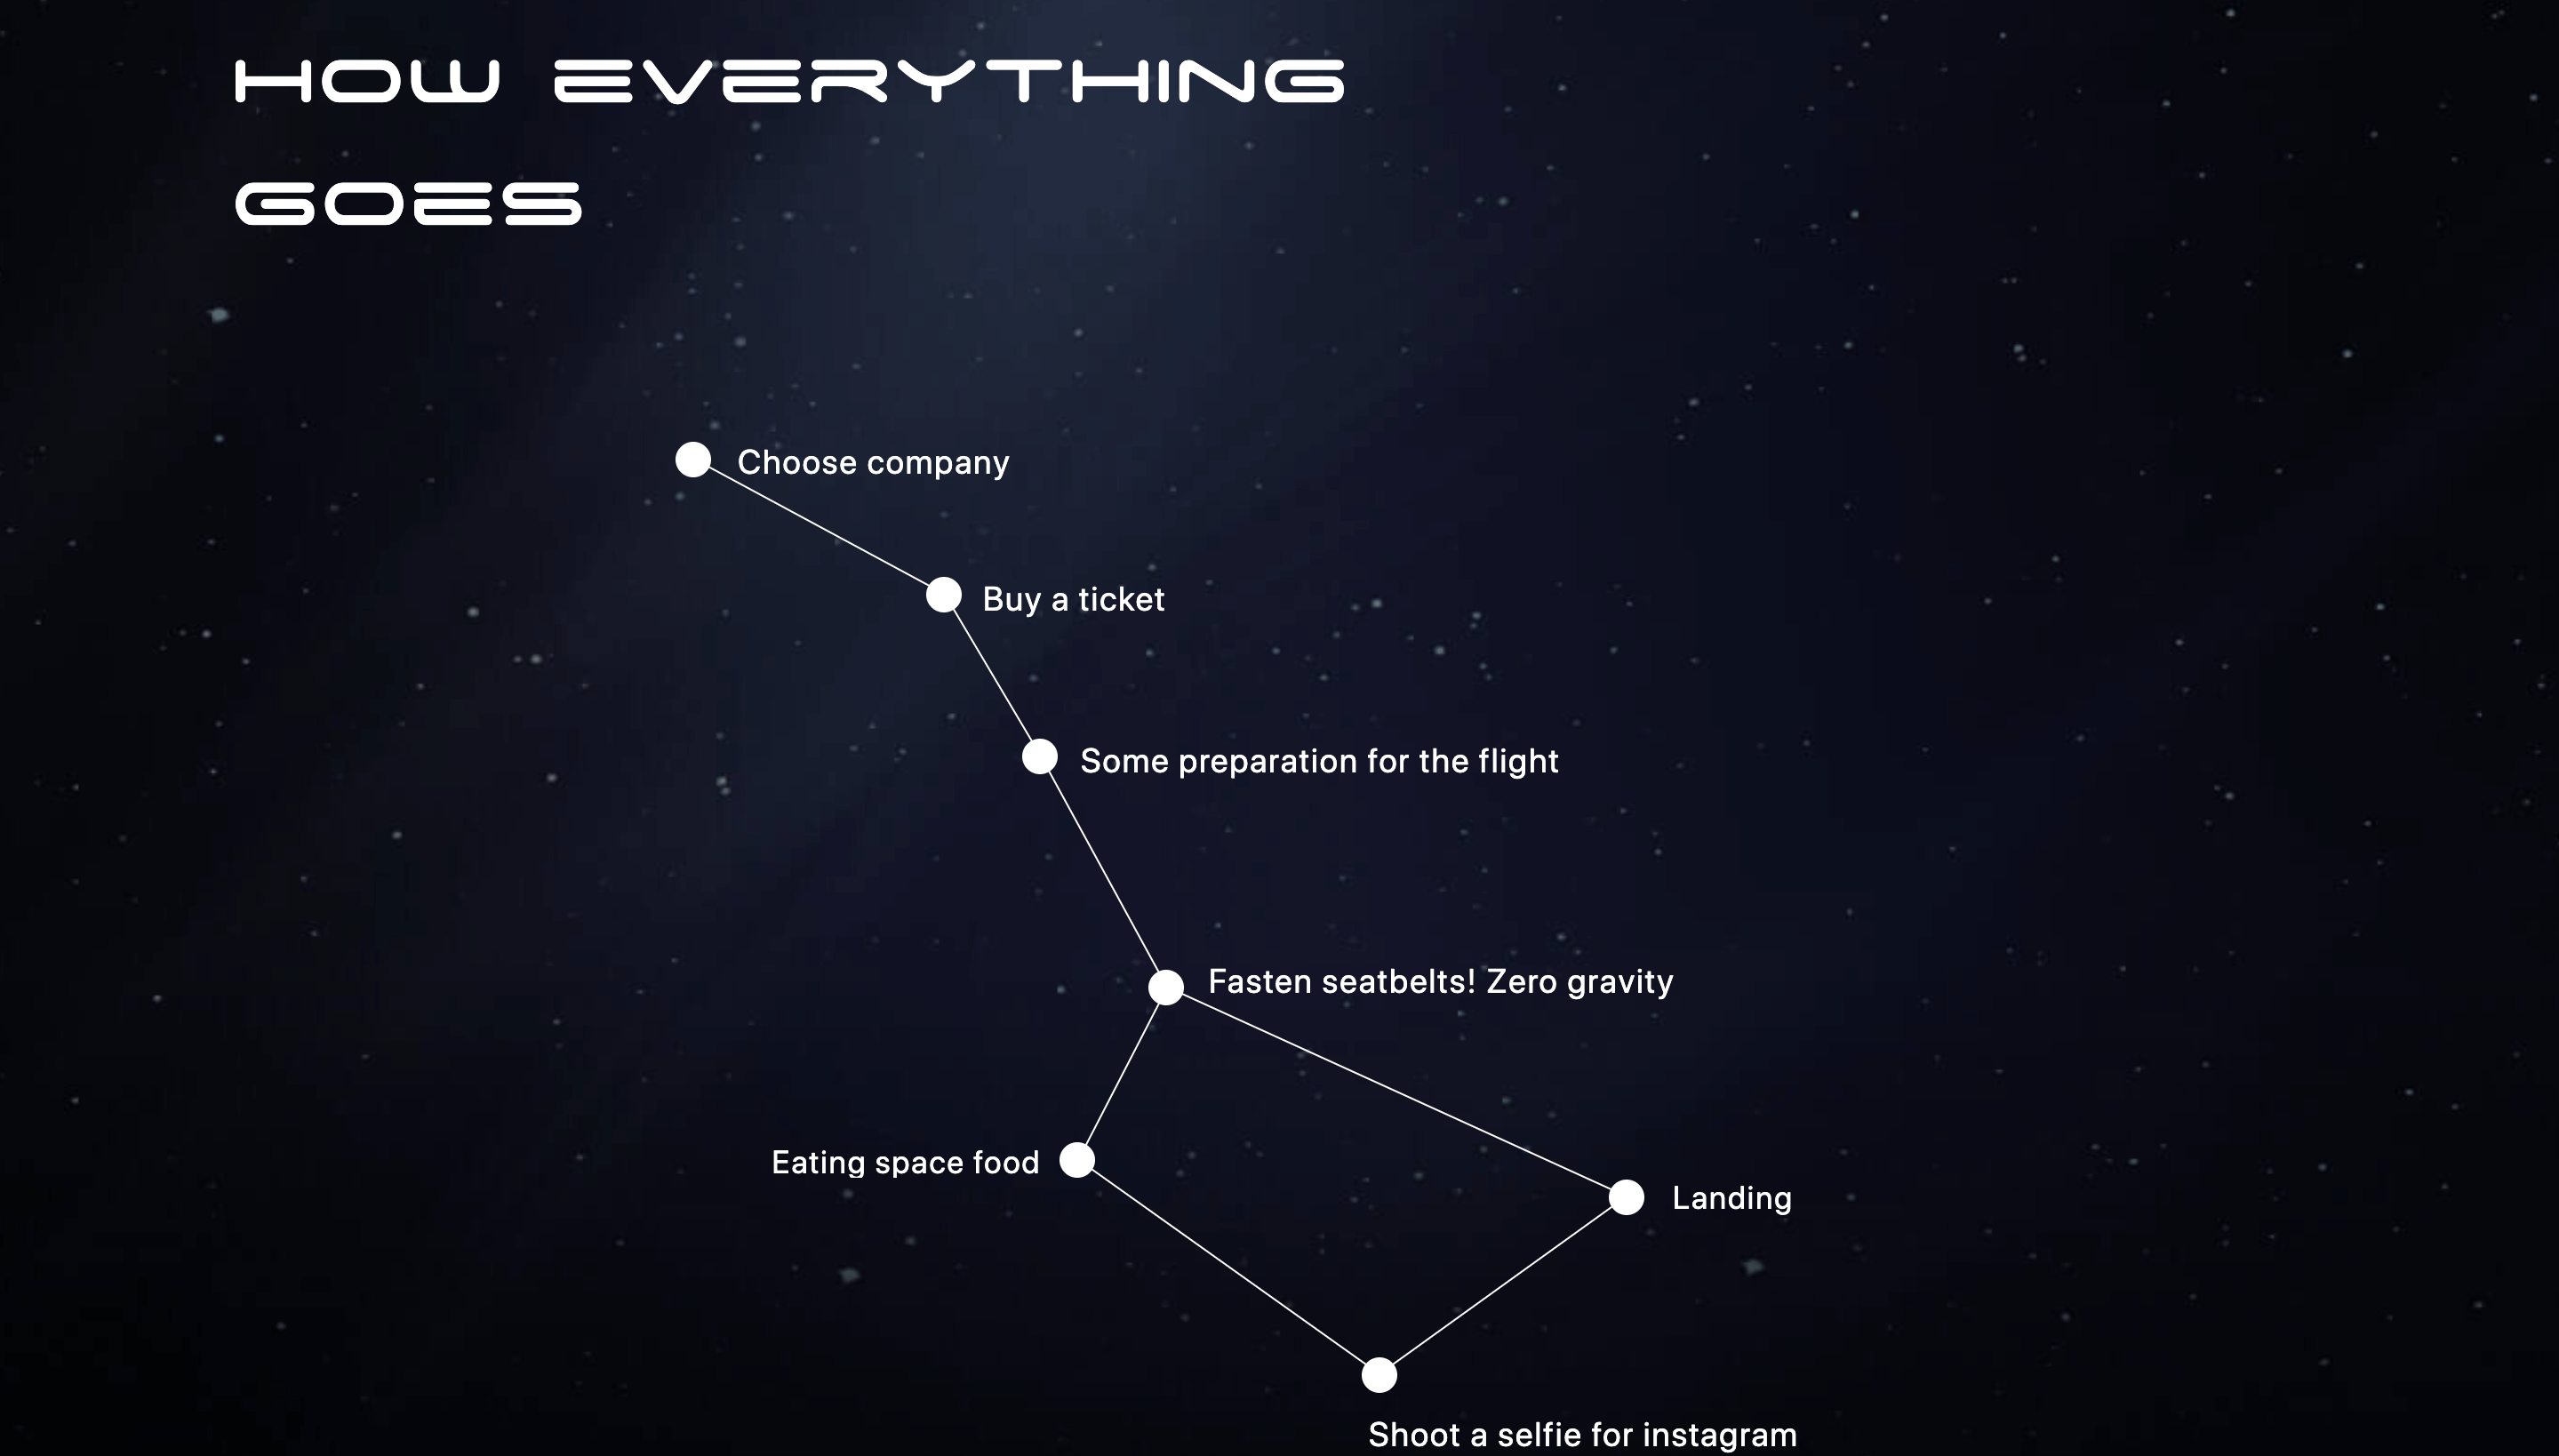 HOW EVERYTHING
GOES
Choose company
Buy a ticket
Some preparation for the flight
Fasten seatbelts! Zero gravity
Eating space food
Landing
Shoot a selfie for instagram